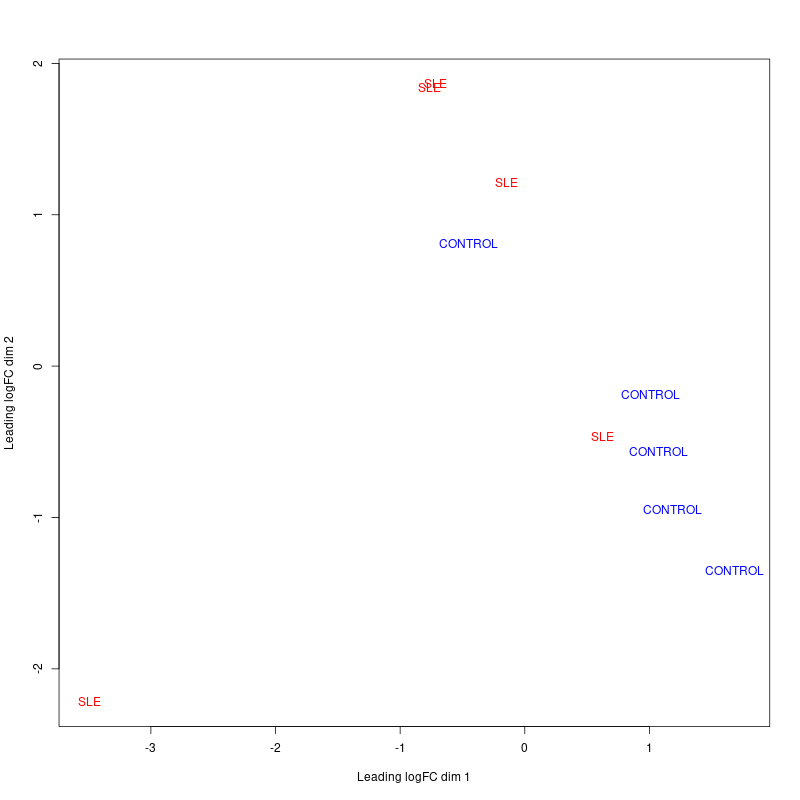 2
SLE
SLE
SLE
1
CONTROL
0
CONTROL
SLE
CONTROL
CONTROL
-1
CONTROL
-2
SLE
Leading logFC dim 2
-3 -2 -1 0 1
Leading logFC dim 1